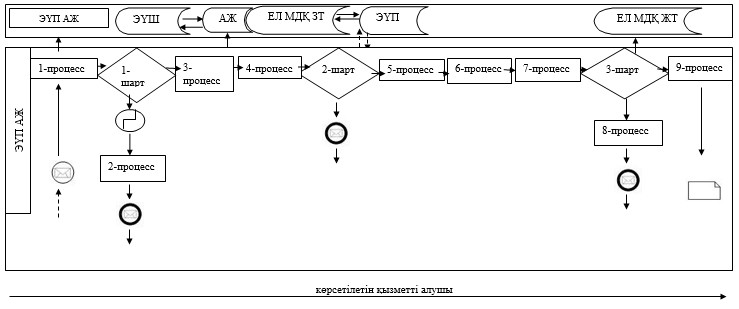 ЭҮП АЖ
ЭҮШ
АЖ
ЕЛ МДҚ ЗТ
ЭҮП
ЕЛ МДҚ ЖТ
ЭҮП АЖ
1-процесс
1-
шарт
3-
процесс
4-процесс
2-шарт
5-процесс
6-процесс
7-процесс
3-шарт
9-процесс
2-процесс
8-процесс
көрсетілетін қызметті алушы